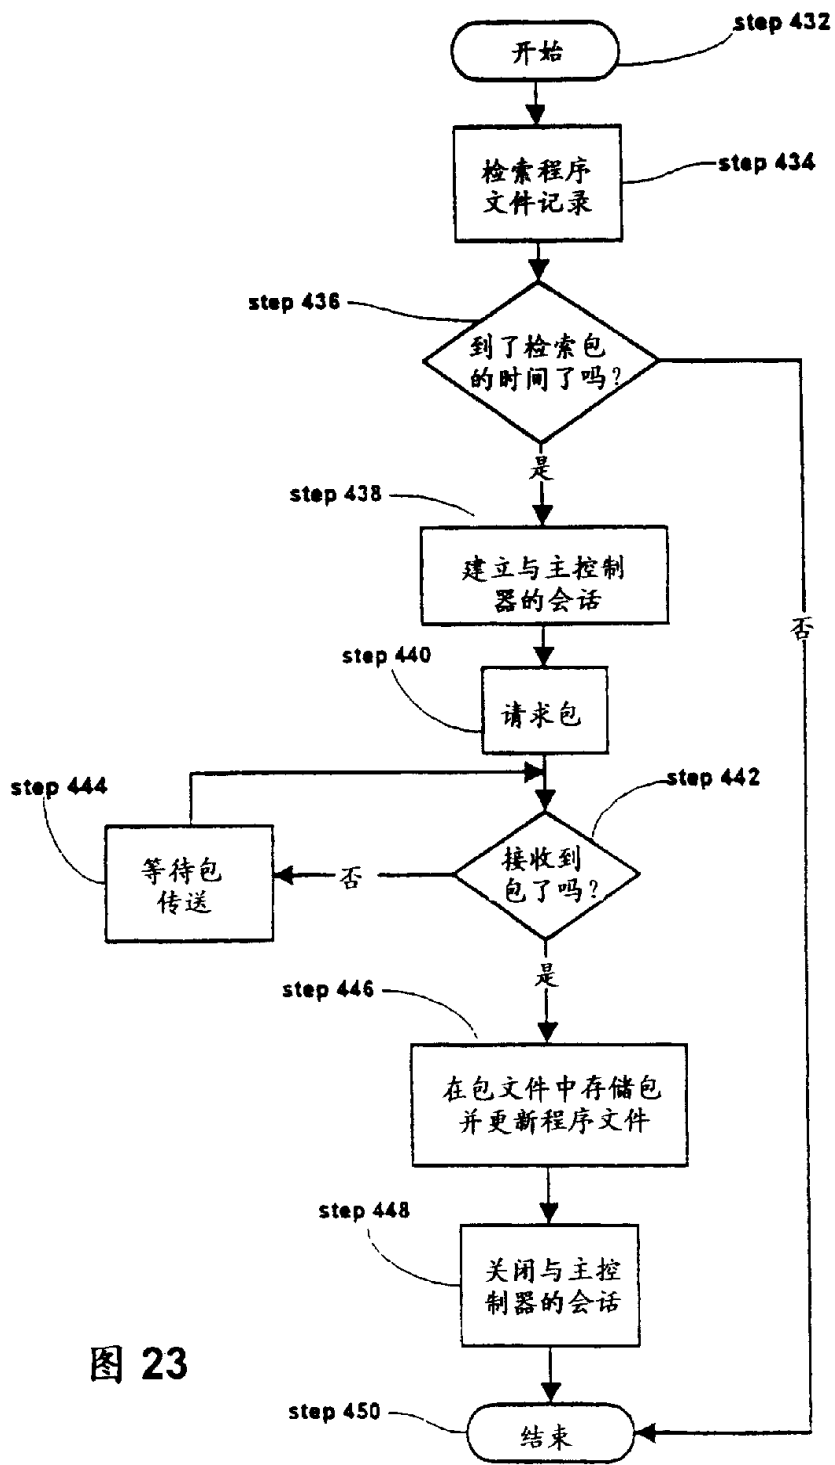 step 432
开始
step 434
检索程序
文件记录
step 436
到了检索包
的时间了吗?
是
否
step 438
建立与主控制
器的会话
step 440
请求包
step 442
接收到
包了吗?
否
step 444
等待包
传送
是
step 446
在包文件中存储包
并更新程序文件
step 448
关闭与主控
制器的会话
图 23
step 450
结束